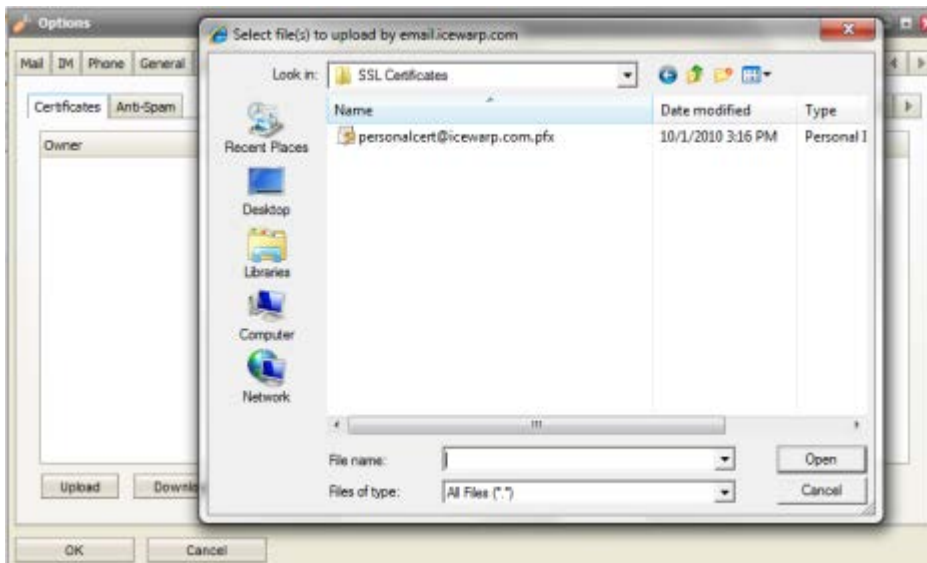 Options
Select file(s) to upload by email.icewarp.com
Mail IM Phone General
Look in: SSL Certificates
Certificates Anti-Spam
Name Date modified Type
Owner
personalcert@icewarp.com.pfx 10/1/2010 3:16 PM Personal I
Recent Places
Desktop
Libraries
Computer
Network
File name:
Open
Upload Downlo
Files of type: All Files (*.*)
Cancel
OK Cancel